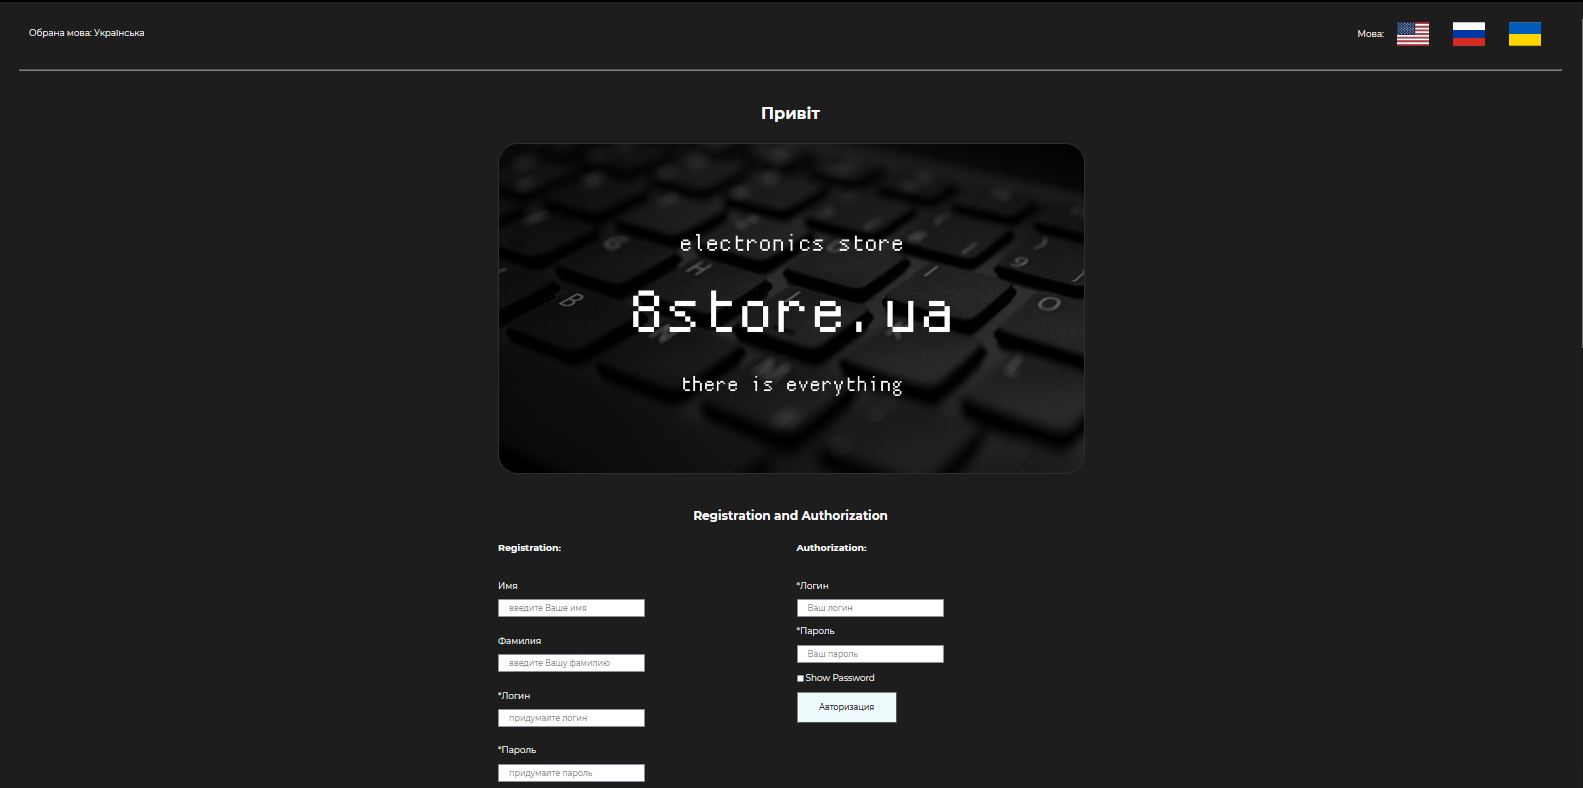 Обрана мова: Українська
Мова:
Привіт
electronics store
8store.ua
there is everything
Registration and Authorization
Registration:
Имя
введите Ваше имя
Фамилия
введите Вашу фамилию
*Логин
придумайте логин
*Пароль
придумайте пароль
Authorization:
*Логин
Ваш логин
*Пароль
Ваш пароль
Show Password
Авторизация